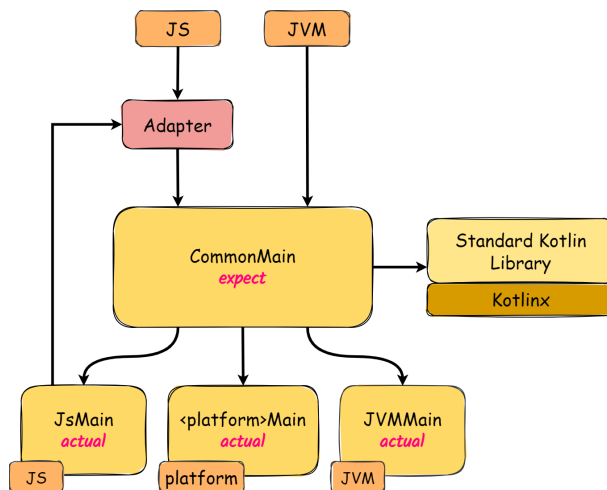 JS
JVM
Adapter
CommonMain
expect
Standard Kotlin
Library
Kotlinx
JsMain
actual
JS
<platform>Main
actual
platform
JVMMain
actual
JVM